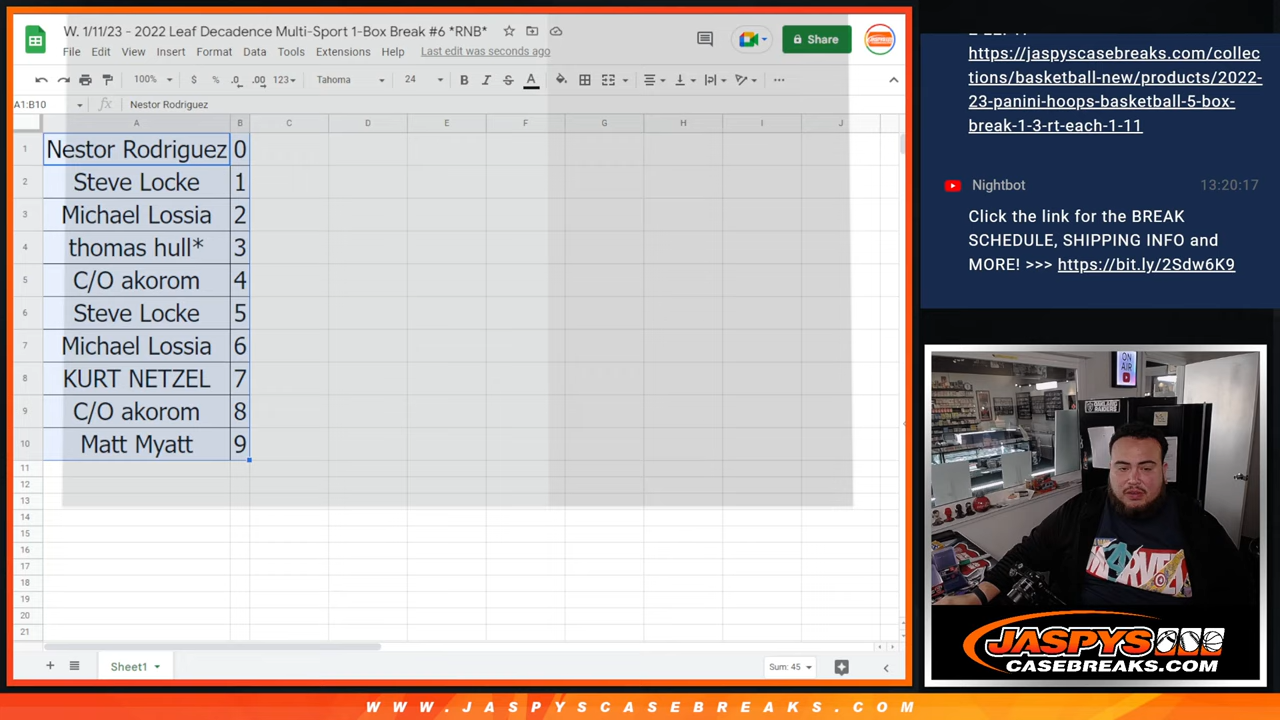 W. 1/11/23 - 2022 Leaf Decadence Multi-Sport 1-Box Break #6 *RNB*
File Edit View Insert Format Data Tools Extensions Help Last edit was seconds ago
Share
100% $ % .0 .00 123 Tahoma 24 B I S A
A1:B10 fx Nestor Rodriguez
A B C D E F G H I J
1 Nestor Rodriguez 0
2 Steve Locke 1
3 Michael Lossia 2
4 thomas hull* 3
5 C/O akorom 4
6 Steve Locke 5
7 Michael Lossia 6
8 KURT NETZEL 7
9 C/O akorom 8
10 Matt Myatt 9
11
12
13
14
15
16
17
18
19
20
21
Sheet1
Sum: 45
https://jaspyscasebreaks.com/collec
tions/basketball-new/products/2022-
23-panini-hoops-basketball-5-box-
break-1-3-rt-each-1-11
Nightbot 13:20:17
Click the link for the BREAK
SCHEDULE, SHIPPING INFO and
MORE! >>> https://bit.ly/2Sdw6K9
ON
AIR
MARVEL
JASPYS
CASEBREAKS.COM
WWW.JASPYSCASEBREAKS.COM